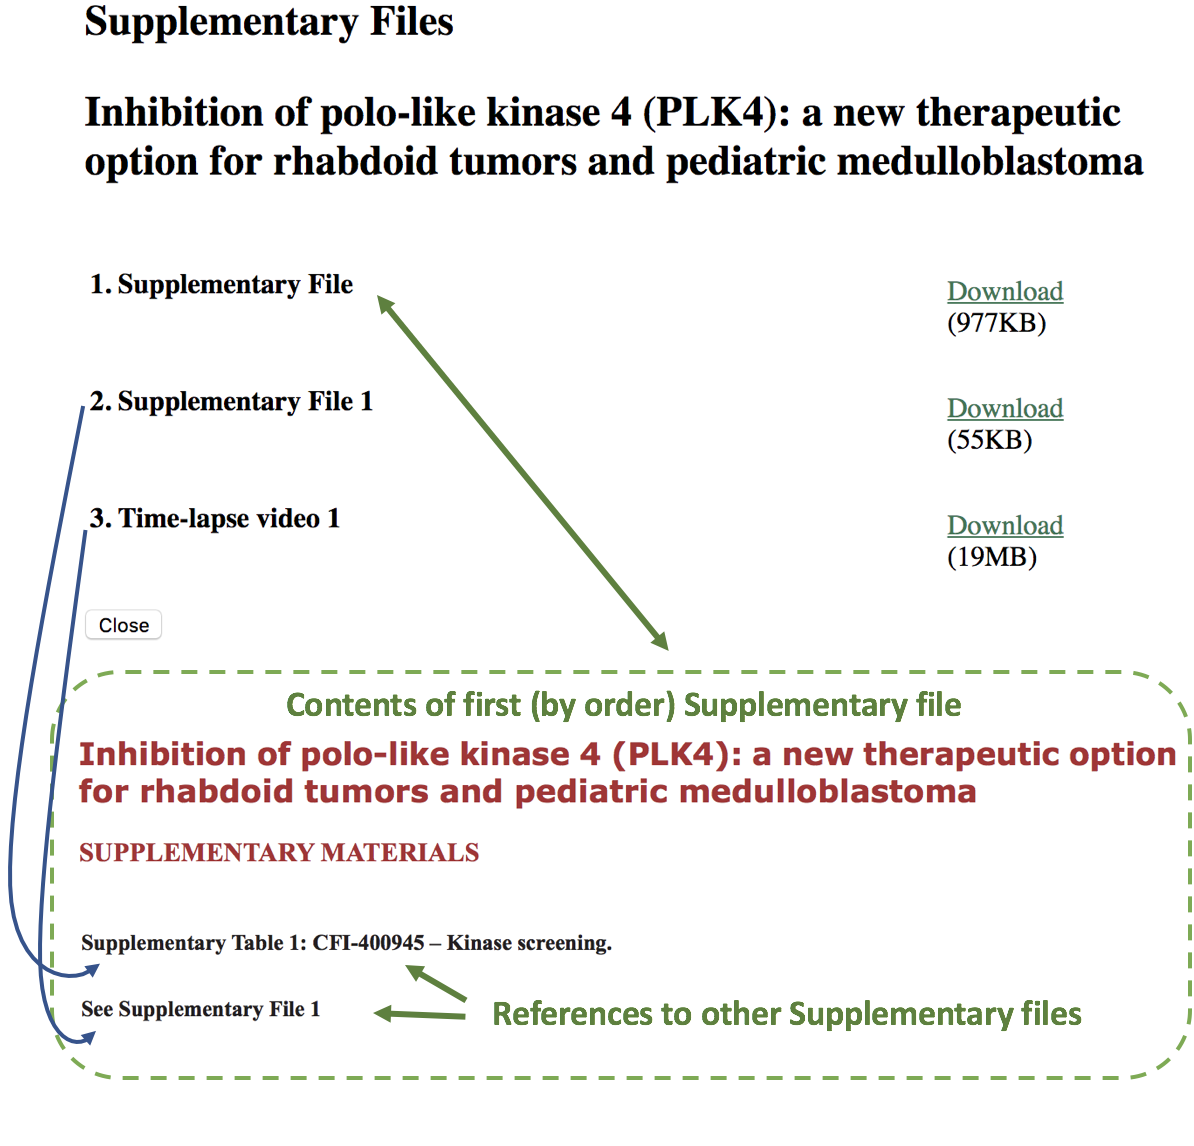 Supplementary Files
Inhibition of polo-like kinase 4 (PLK4): a new therapeutic
option for rhabdoid tumors and pediatric medulloblastoma
1. Supplementary File
Download
(977KB)
2. Supplementary File 1
Download
(55KB)
3. Time-lapse video 1
Download
(19MB)
Close
Contents of first (by order) Supplementary file
Inhibition of polo-like kinase 4 (PLK4): a new therapeutic option
for rhabdoid tumors and pediatric medulloblastoma
SUPPLEMENTARY MATERIALS
Supplementary Table 1: CFI-400945 – Kinase screening.
See Supplementary File 1
References to other Supplementary files